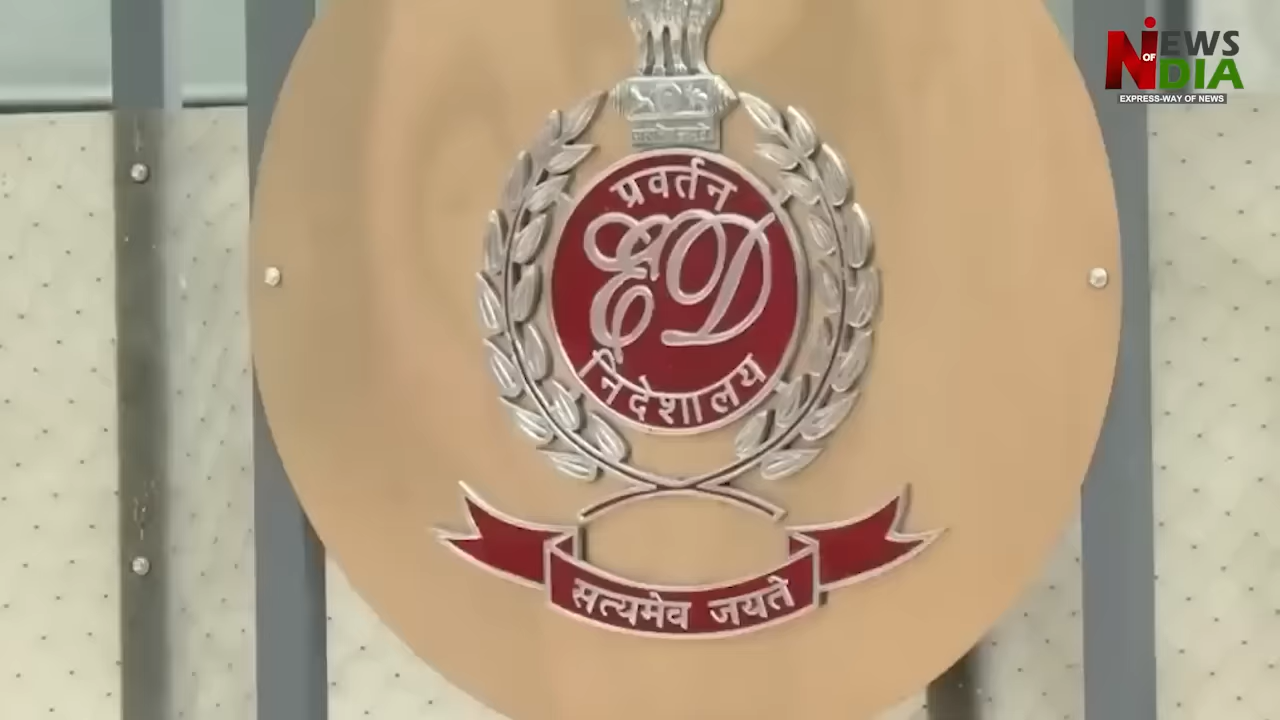 NEWS
OF
INDIA
EXPRESS-WAY OF NEWS
प्रवर्तन
ED
निदेशालय
सत्यमेव जयते